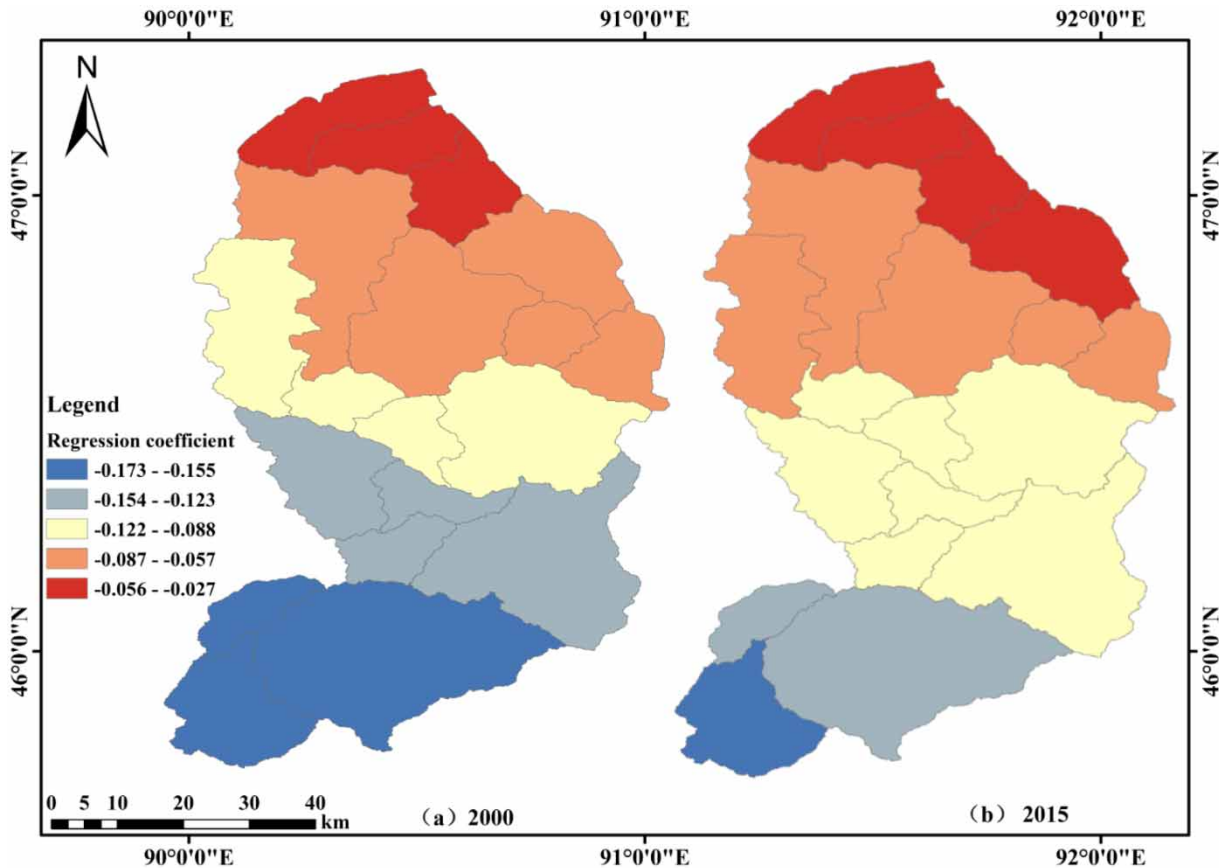 90°0'0"E 91°0'0"E 92°0'0"E
N
47°0'0"N 47°0'0"N
Legend
Regression coefficient
-0.173 - -0.155
-0.154 - -0.123
-0.122 - -0.088
-0.087 - -0.057
-0.056 - -0.027
46°0'0"N 46°0'0"N
0 5 10 20 30 40
km
（a）2000 （b）2015
90°0'0"E 91°0'0"E 92°0'0"E